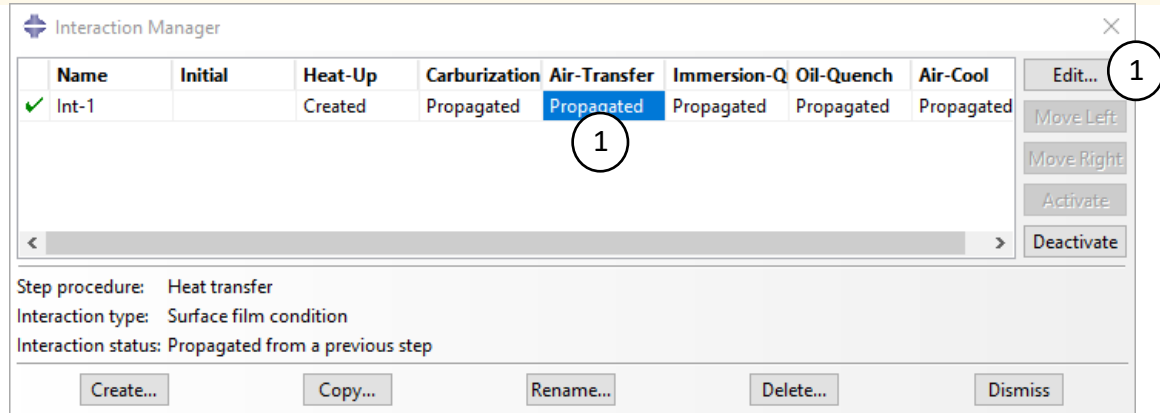 Interaction Manager
Name Initial Heat-Up Carburization Air-Transfer Immersion-Q Oil-Quench Air-Cool Edit... 1
Int-1 Created Propagated Propagated Propagated Propagated Propagated
Move Left
1
Move Right
Activate
Deactivate
Step procedure: Heat transfer
Interaction type: Surface film condition
Interaction status: Propagated from a previous step
Create... Copy... Rename... Delete... Dismiss